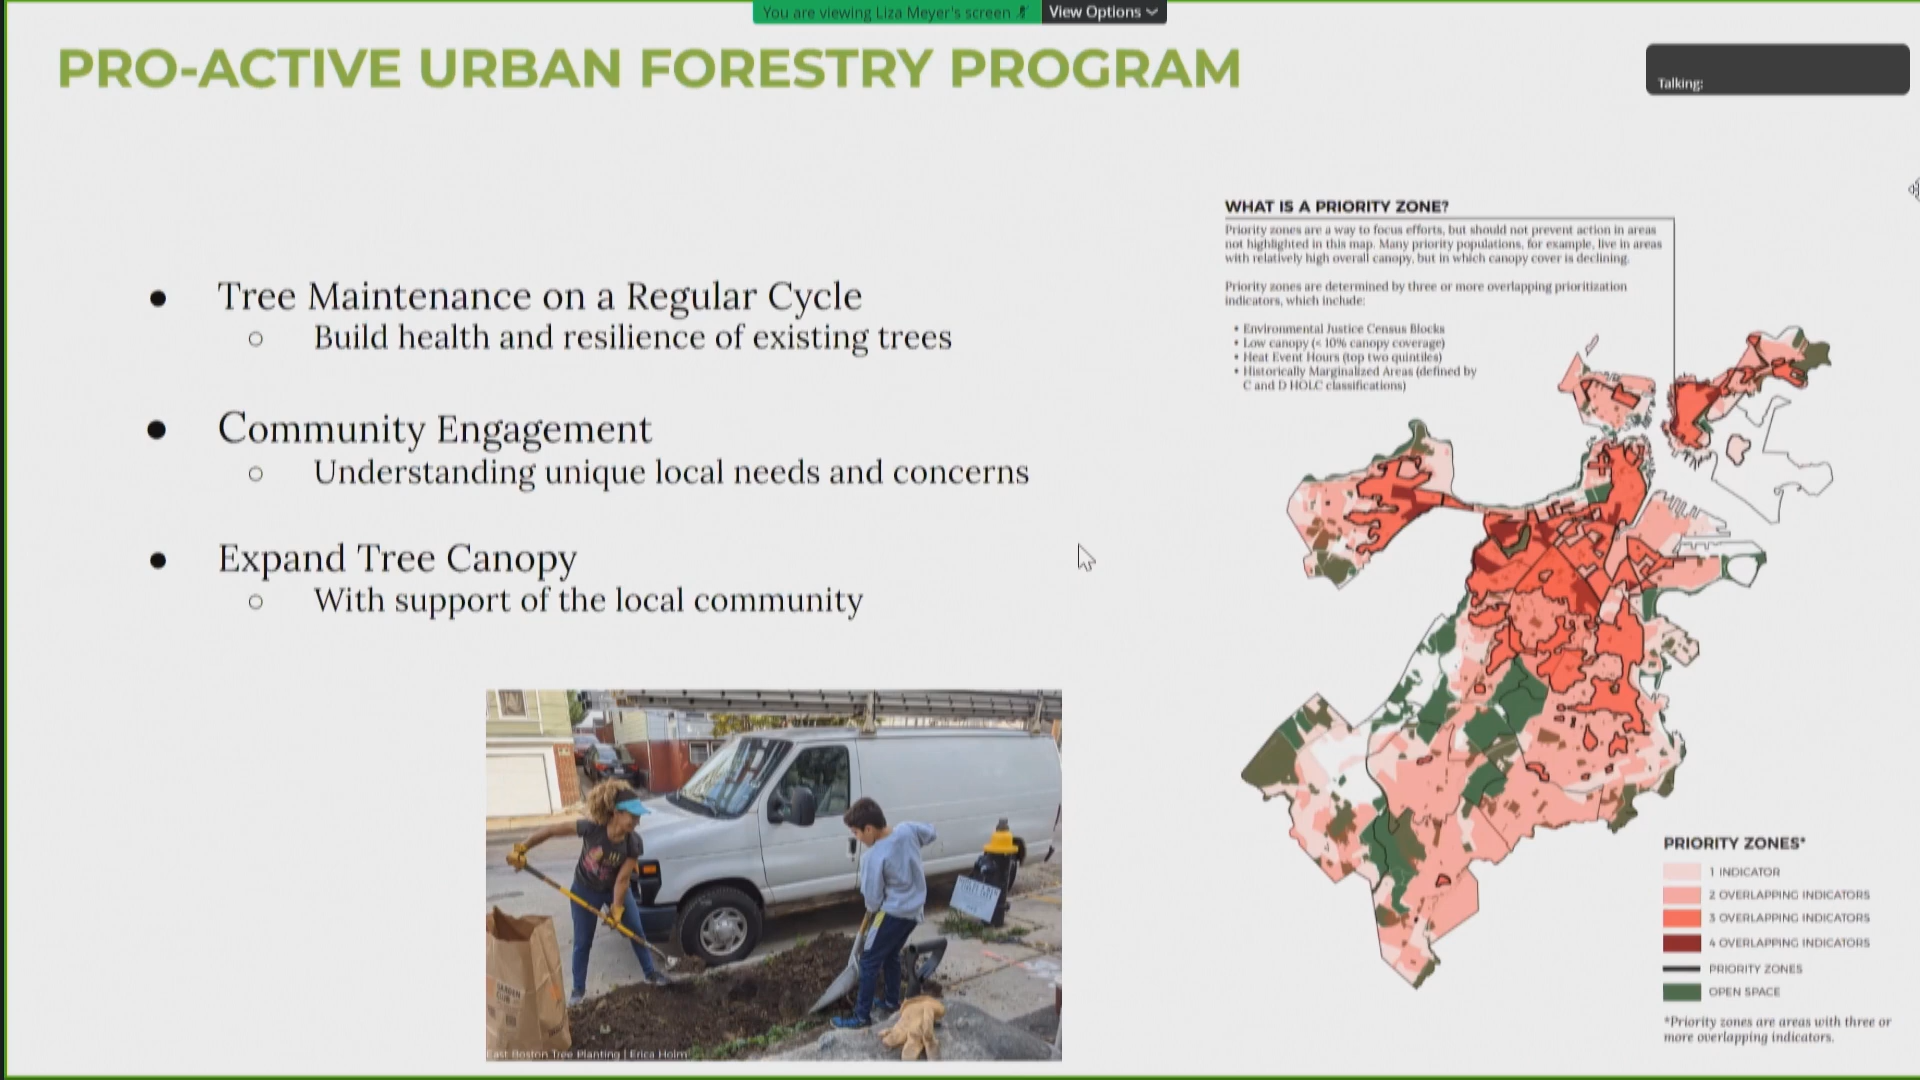 You are viewing Liza Meyer's screen
View Options
PRO-ACTIVE URBAN FORESTRY PROGRAM
Talking:
WHAT IS A PRIORITY ZONE?
Priority zones are a way to focus efforts, but should not prevent action in areas
not highlighted in this map. Many priority populations, for example, live in areas
with relatively high overall canopy, but in which canopy cover is declining.
Priority zones are determined by three or more overlapping prioritization
indicators, which include:
• Environmental Justice Census Blocks
• Low canopy (< 10% canopy coverage)
• Heat Event Hours (top two quintiles)
• Historically Marginalized Areas (defined by
C and D HOLC classifications)
● Tree Maintenance on a Regular Cycle
○ Build health and resilience of existing trees
● Community Engagement
○ Understanding unique local needs and concerns
● Expand Tree Canopy
○ With support of the local community
East Boston Tree Planting | Erica Holm
PRIORITY ZONES*
1 INDICATOR
2 OVERLAPPING INDICATORS
3 OVERLAPPING INDICATORS
4 OVERLAPPING INDICATORS
PRIORITY ZONES
OPEN SPACE
*Priority zones are areas with three or
more overlapping indicators.